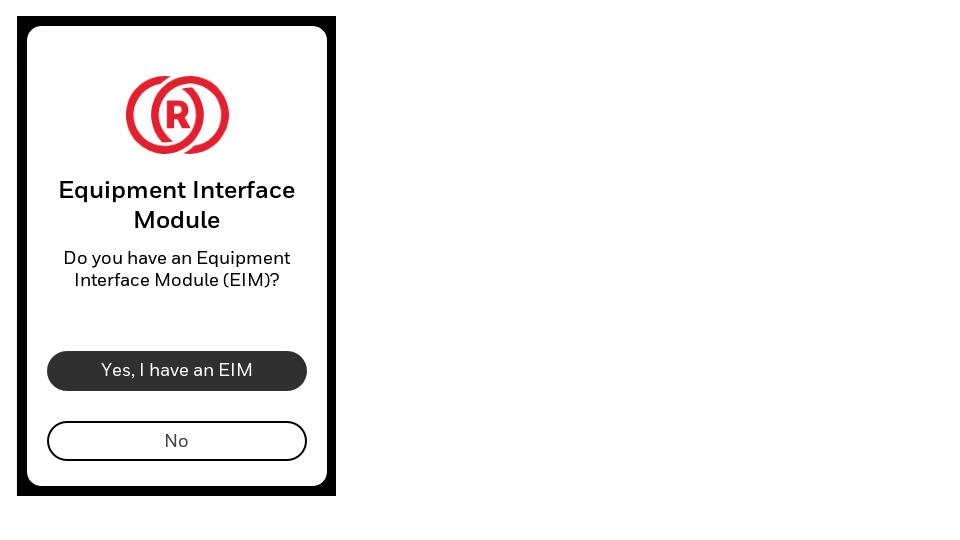 R
Equipment Interface
Module
Do you have an Equipment
Interface Module (EIM)?
Yes, I have an EIM
No